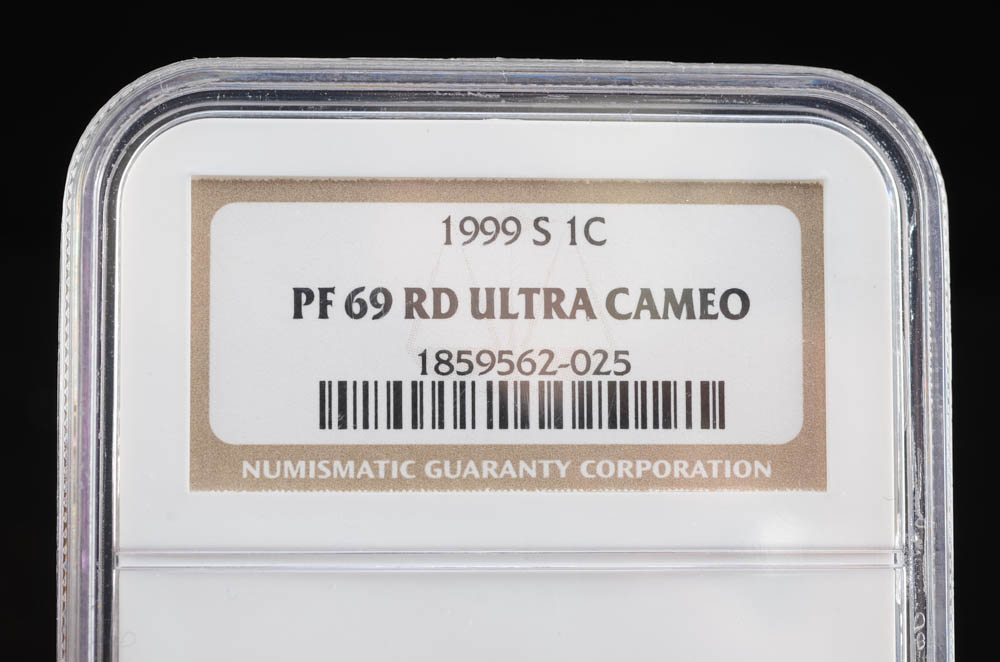 1999 S 1C
PF 69 RD ULTRA CAMEO
1859562-025
NUMISMATIC GUARANTY CORPORATION